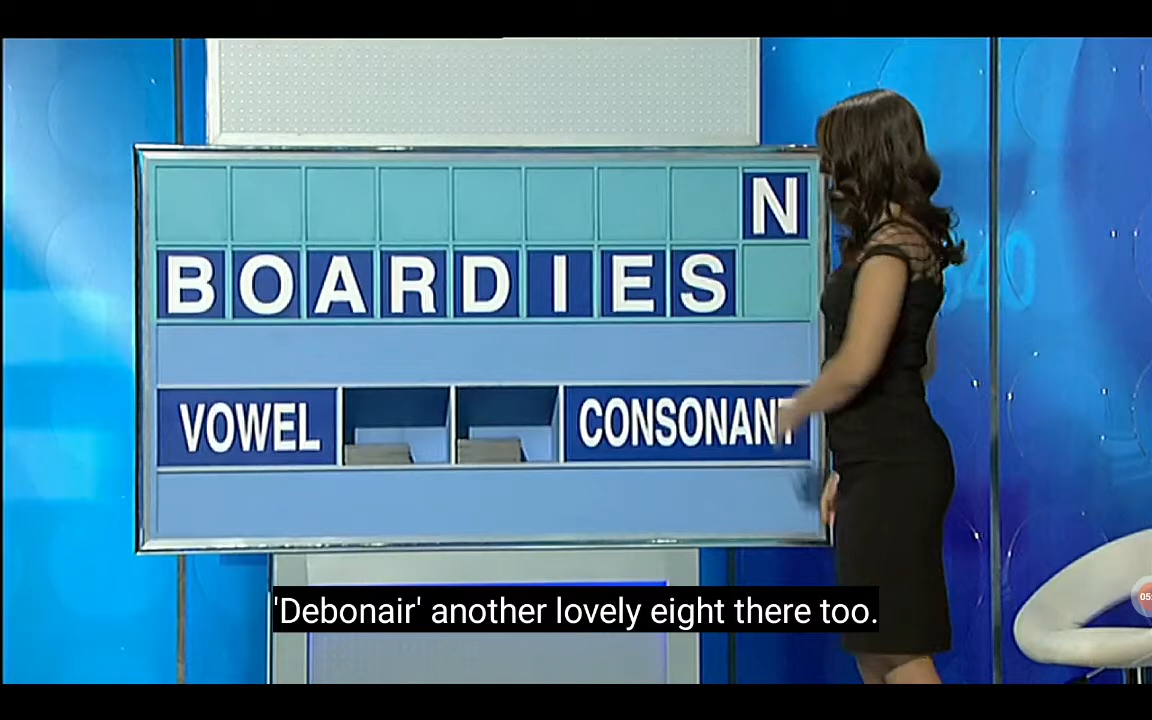 N
BOARDIES
VOWEL CONSONANT
'Debonair' another lovely eight there too.